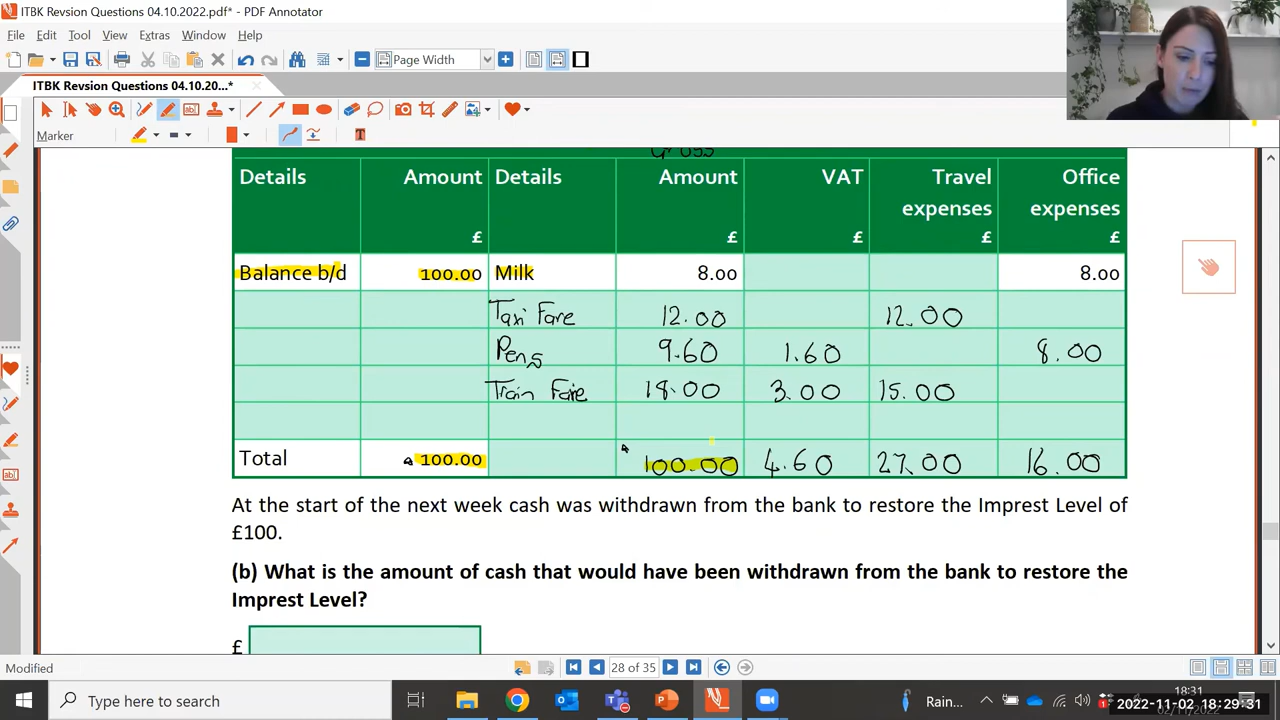 ITBK Revision Questions 04.10.2022.pdf* - PDF Annotator
File Edit Tool View Extras Window Help
Page Width
ITBK Revsion Questions 04.10.20...*
Marker
Gross
Details Amount Details Amount VAT Travel Office
expenses expenses
£ £ £ £ £
Balance b/d 100.00 Milk 8.00 8.00
Taxi Fare 12.00 12.00
Pens 9.60 1.60 8.00
Train Fare 18.00 3.00 15.00
Total 100.00 100.00 4.60 27.00 16.00
At the start of the next week cash was withdrawn from the bank to restore the Imprest Level of
£100.
(b) What is the amount of cash that would have been withdrawn from the bank to restore the
Imprest Level?
£
Modified 28 of 35
Type here to search Rain... 18:31
2022-11-02 18:29:31